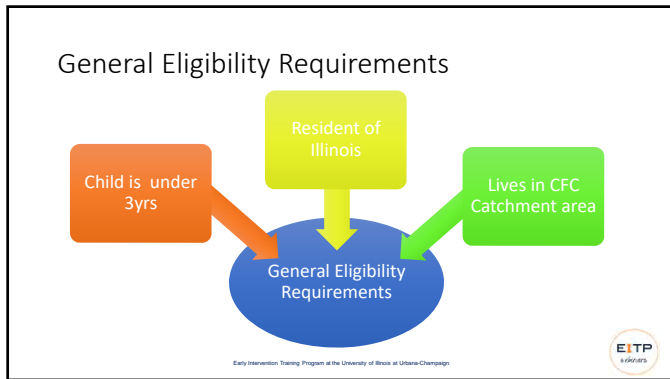 General Eligibility Requirements
Resident of
Illinois
Child is under
3yrs
Lives in CFC
Catchment area
General Eligibility
Requirements
Early Intervention Training Program at the University of Illinois at Urbana-Champaign
EITP